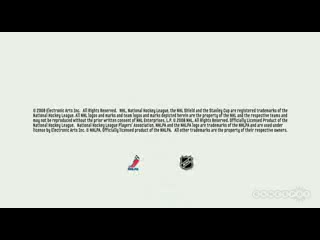 © 2008 Electronic Arts Inc. All Rights Reserved. NHL, National Hockey League, the NHL Shield and the Stanley Cup are registered trademarks of the
National Hockey League. All NHL logos and marks and team logos and marks depicted herein are the property of the NHL and the respective teams and
may not be reproduced without the prior written consent of NHL Enterprises, L.P. © 2008 NHL. All Rights Reserved. Officially Licensed Product of the
National Hockey League. National Hockey League Players' Association, NHLPA and the NHLPA logo are trademarks of the NHLPA and are used under
license by Electronic Arts Inc. © NHLPA. Officially licensed product of the NHLPA. All other trademarks are the property of their respective owners.
NHLPA
NHL
GAMESPOT